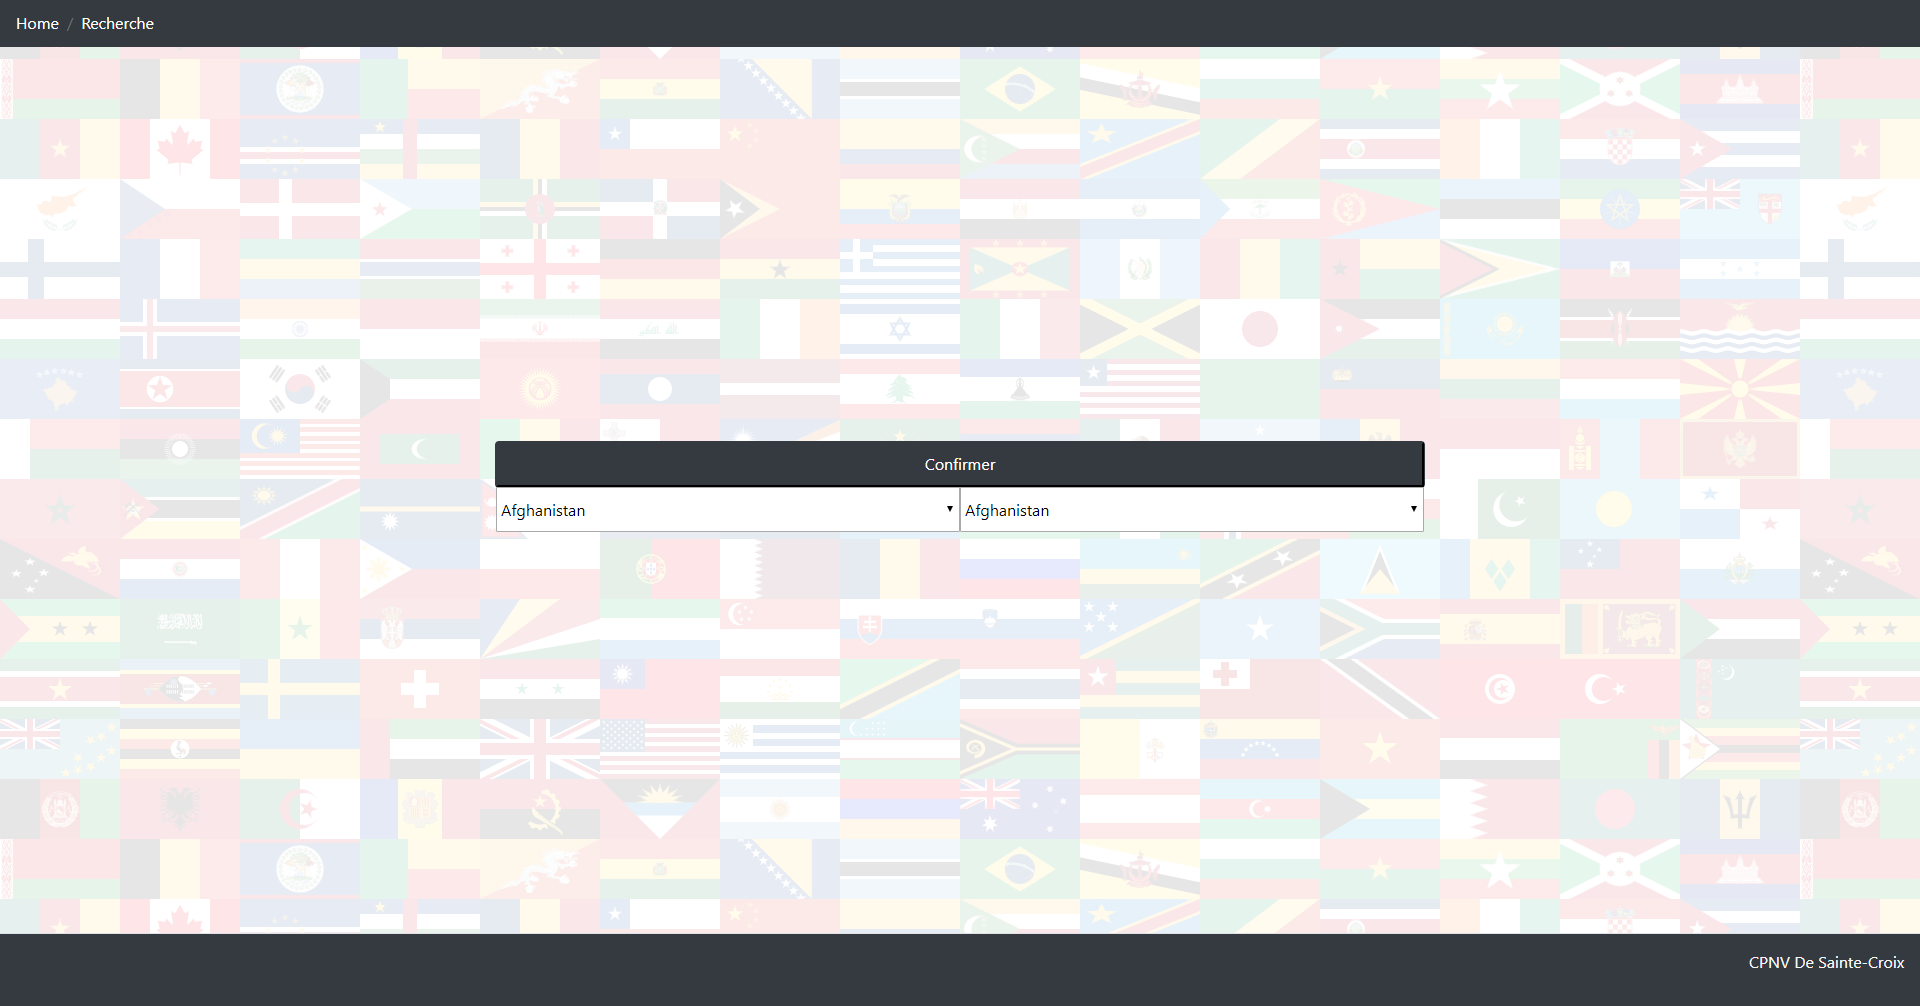 Home / Recherche
Confirmer
Afghanistan Afghanistan
CPNV De Sainte-Croix